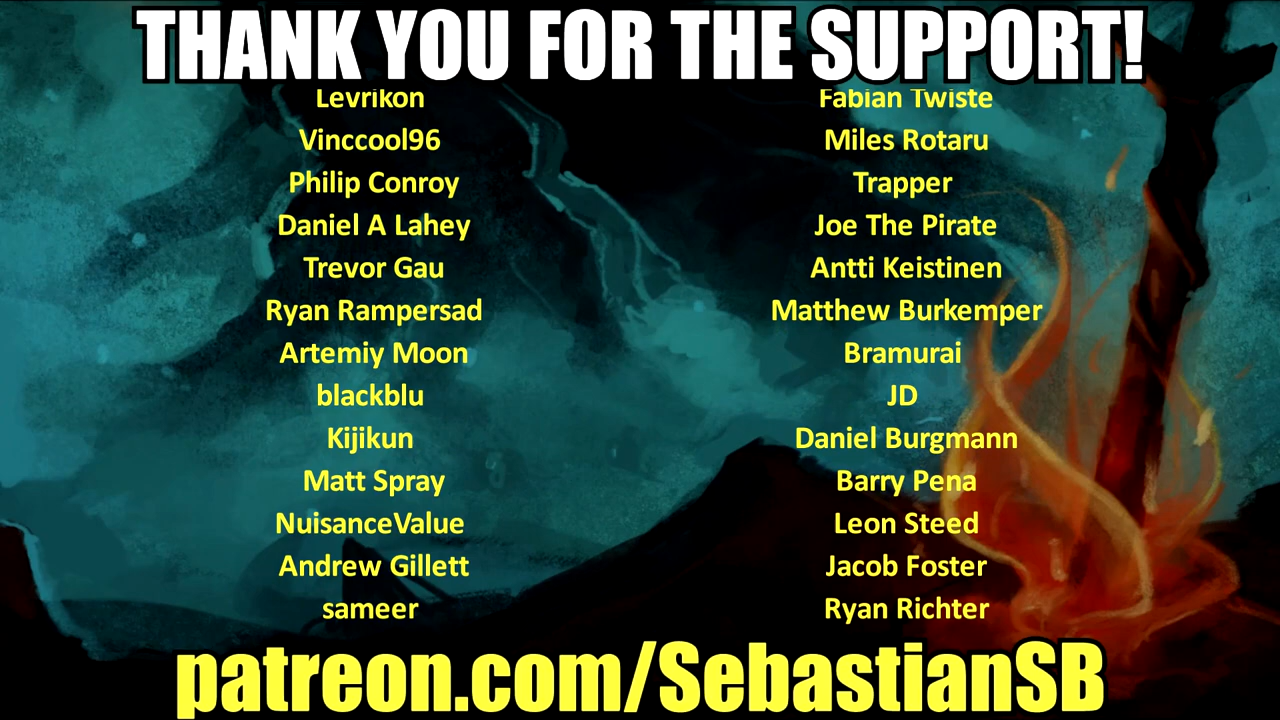 THANK YOU FOR THE SUPPORT!
Levrikon
Vinccool96
Philip Conroy
Daniel A Lahey
Trevor Gau
Ryan Rampersad
Artemiy Moon
blackblu
Kijikun
Matt Spray
NuisanceValue
Andrew Gillett
sameer
Fabian Twiste
Miles Rotaru
Trapper
Joe The Pirate
Antti Keistinen
Matthew Burkemper
Bramurai
JD
Daniel Burgmann
Barry Pena
Leon Steed
Jacob Foster
Ryan Richter
patreon.com/SebastianSB